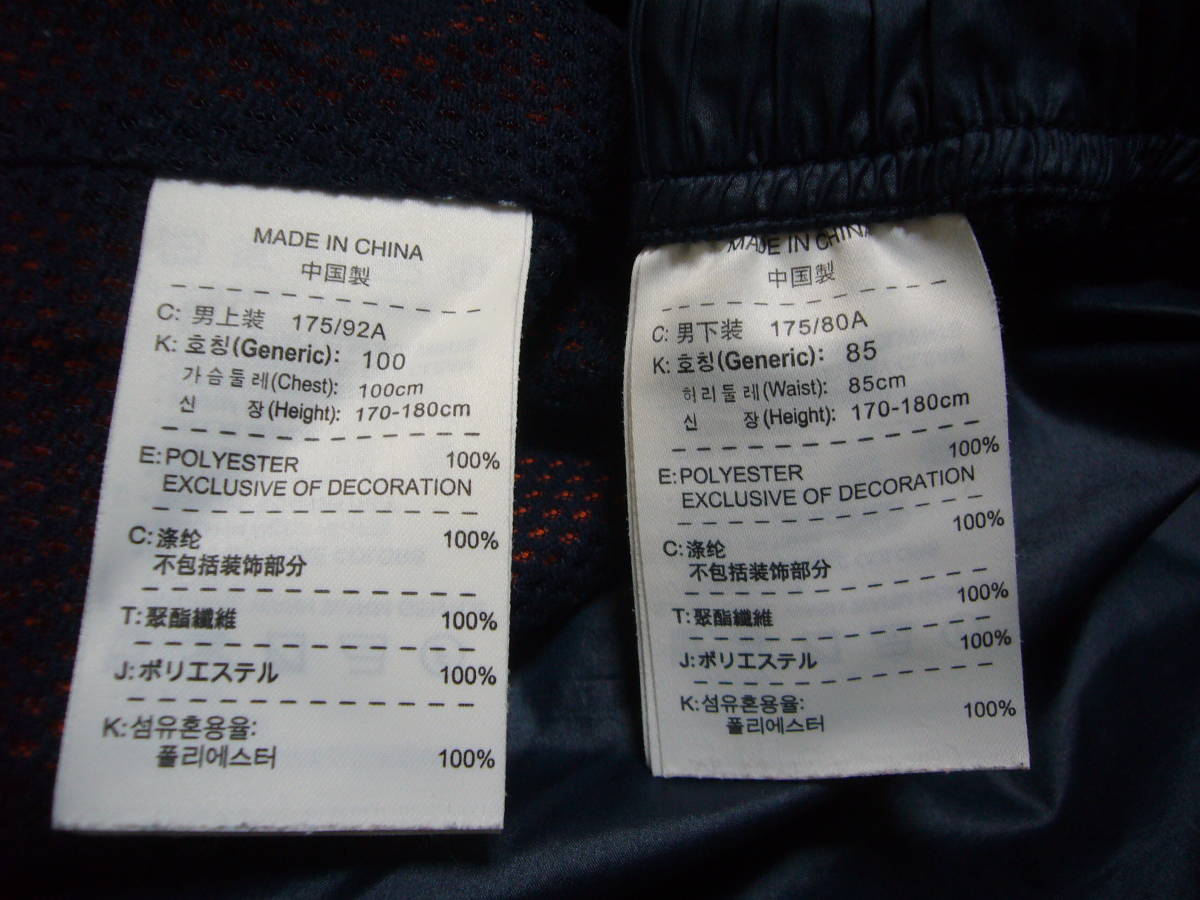 MADE IN CHINA
中国製
C: 男上装 175/92A
K: 호칭(Generic): 100
가슴둘레(Chest): 100cm
신 장(Height): 170-180cm
E: POLYESTER 100%
EXCLUSIVE OF DECORATION
C: 涤纶 100%
不包括装饰部分
T: 聚酯纖維 100%
J: ポリエステル 100%
K: 섬유혼용율:
폴리에스터 100%
MADE IN CHINA
中国製
C: 男下装 175/80A
K: 호칭(Generic): 85
허리둘레(Waist): 85cm
신 장(Height): 170-180cm
E: POLYESTER 100%
EXCLUSIVE OF DECORATION
C: 涤纶 100%
不包括装饰部分
T: 聚酯纖維 100%
J: ポリエステル 100%
K: 섬유혼용율:
폴리에스터 100%